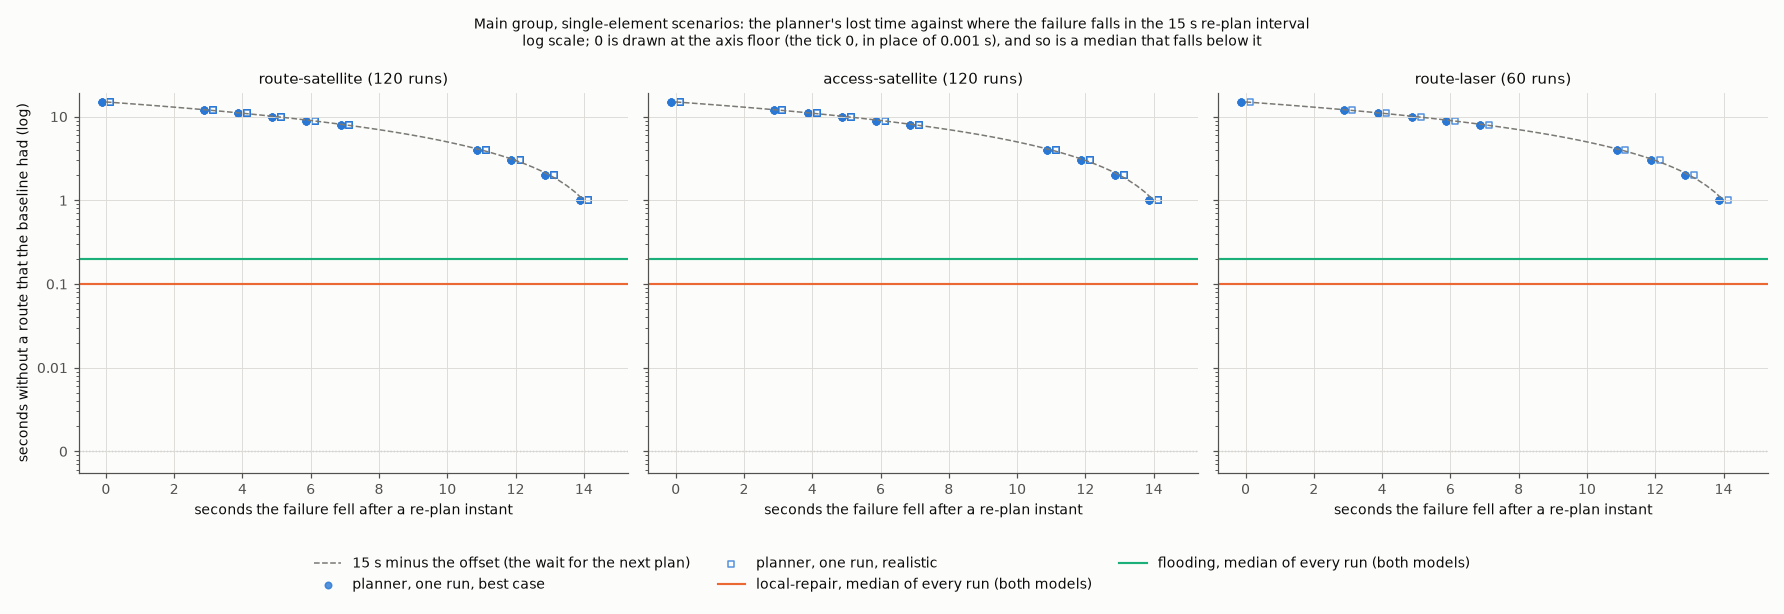 Main group, single-element scenarios: the planner's lost time against where the failure falls in the 15 s re-plan interval
log scale; 0 is drawn at the axis floor (the tick 0, in place of 0.001 s), and so is a median that falls below it
route-satellite (120 runs)
access-satellite (120 runs)
route-laser (60 runs)
seconds without a route that the baseline had (log)
10
1
0.1
0.01
0
0 2 4 6 8 10 12 14
0 2 4 6 8 10 12 14
0 2 4 6 8 10 12 14
seconds the failure fell after a re-plan instant
seconds the failure fell after a re-plan instant
seconds the failure fell after a re-plan instant
15 s minus the offset (the wait for the next plan)
planner, one run, best case
planner, one run, realistic
local-repair, median of every run (both models)
flooding, median of every run (both models)